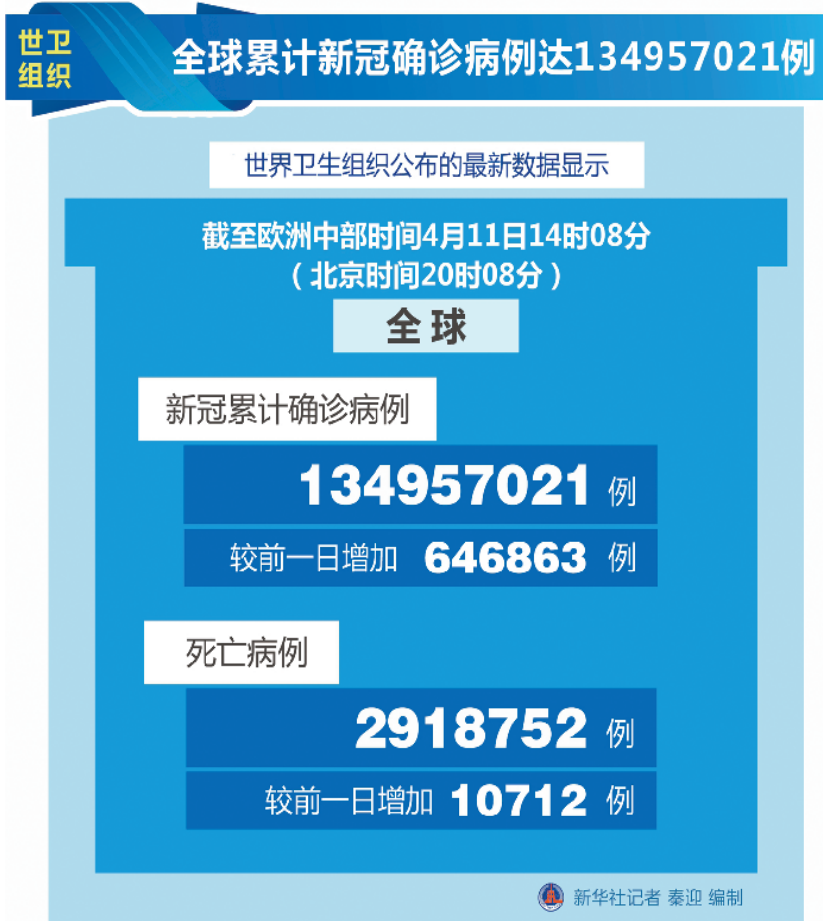 世卫
组织
全球累计新冠确诊病例达134957021例
世界卫生组织公布的最新数据显示
截至欧洲中部时间4月11日14时08分
（北京时间20时08分）
全球
新冠累计确诊病例
134957021 例
较前一日增加 646863 例
死亡病例
2918752 例
较前一日增加 10712 例
新华社记者 秦迎 编制